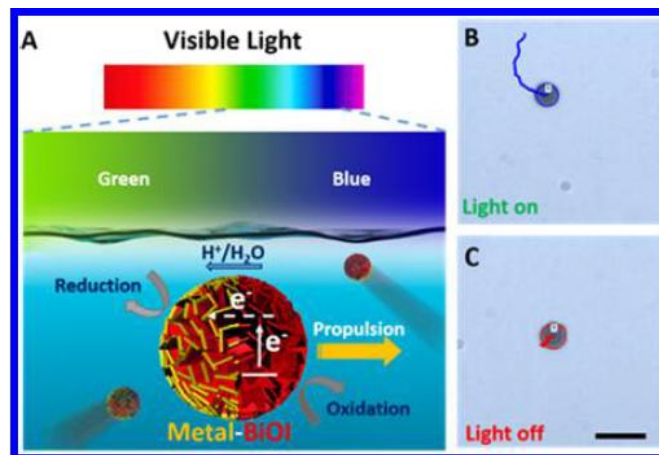 A
Visible Light
Green
Blue
H⁺/H₂O
Reduction
e⁻
e⁻
Propulsion
Oxidation
Metal-BiOI
B
Light on
C
Light off